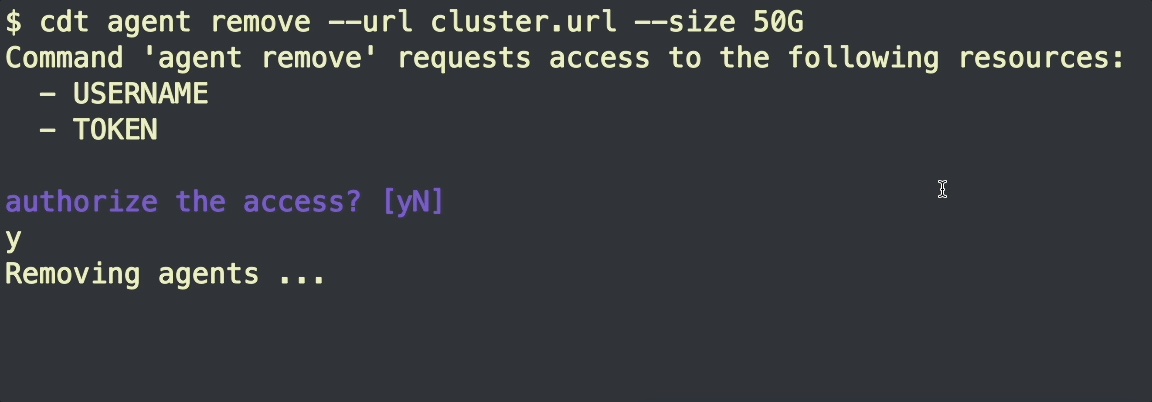 $ cdt agent remove --url cluster.url --size 50G
Command 'agent remove' requests access to the following resources:
- USERNAME
- TOKEN
authorize the access? [yN]
y
Removing agents ...